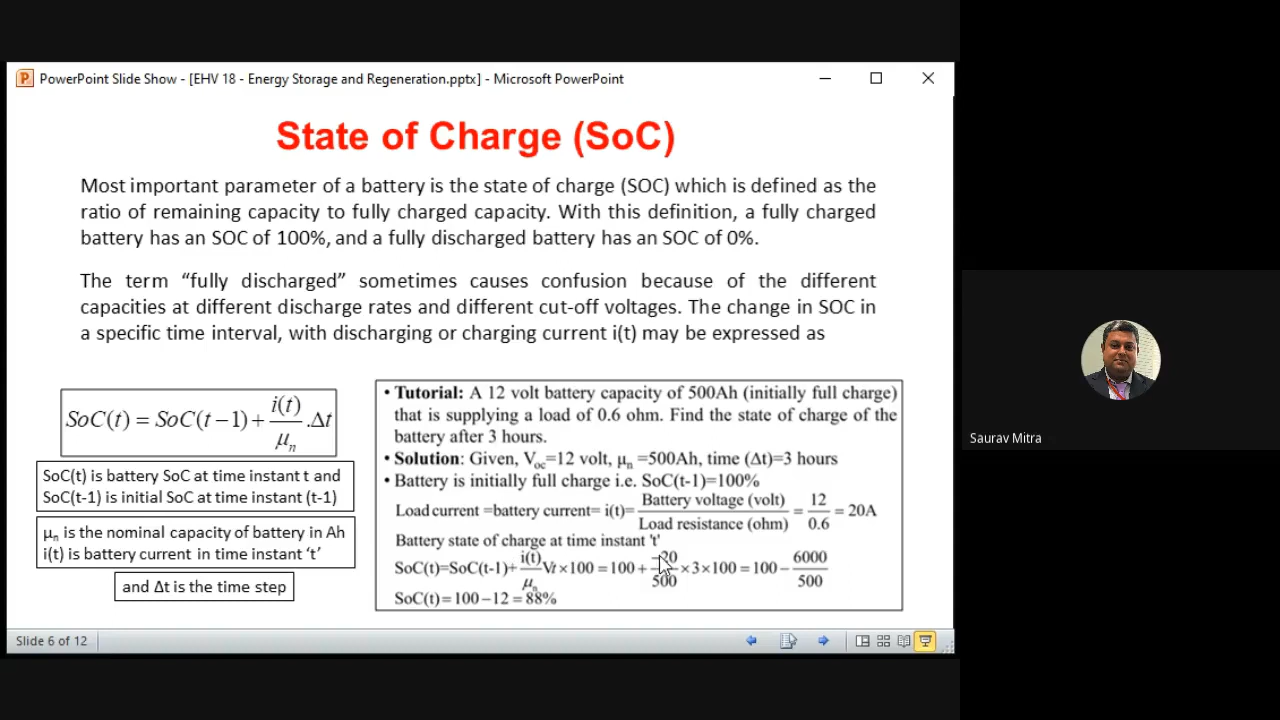 PowerPoint Slide Show - [EHV 18 - Energy Storage and Regeneration.pptx] - Microsoft PowerPoint
State of Charge (SoC)
Most important parameter of a battery is the state of charge (SOC) which is defined as the
ratio of remaining capacity to fully charged capacity. With this definition, a fully charged
battery has an SOC of 100%, and a fully discharged battery has an SOC of 0%.
The term “fully discharged” sometimes causes confusion because of the different
capacities at different discharge rates and different cut-off voltages. The change in SOC in
a specific time interval, with discharging or charging current i(t) may be expressed as
SoC(t) = SoC(t−1) + i(t)/μn .Δt
SoC(t) is battery SoC at time instant t and
SoC(t-1) is initial SoC at time instant (t-1)
μn is the nominal capacity of battery in Ah
i(t) is battery current in time instant ‘t’
and Δt is the time step
• Tutorial: A 12 volt battery capacity of 500Ah (initially full charge)
that is supplying a load of 0.6 ohm. Find the state of charge of the
battery after 3 hours.
• Solution: Given, Voc=12 volt, μn =500Ah, time (Δt)=3 hours
• Battery is initially full charge i.e. SoC(t-1)=100%
Load current =battery current= i(t)= Battery voltage (volt)/Load resistance (ohm) = 12/0.6 = 20A
Battery state of charge at time instant 't'
SoC(t)=SoC(t-1)+ i(t)/μn Vt×100 = 100 + −20/500 ×3×100 = 100 − 6000/500
SoC(t) = 100 − 12 = 88%
Slide 6 of 12
Saurav Mitra